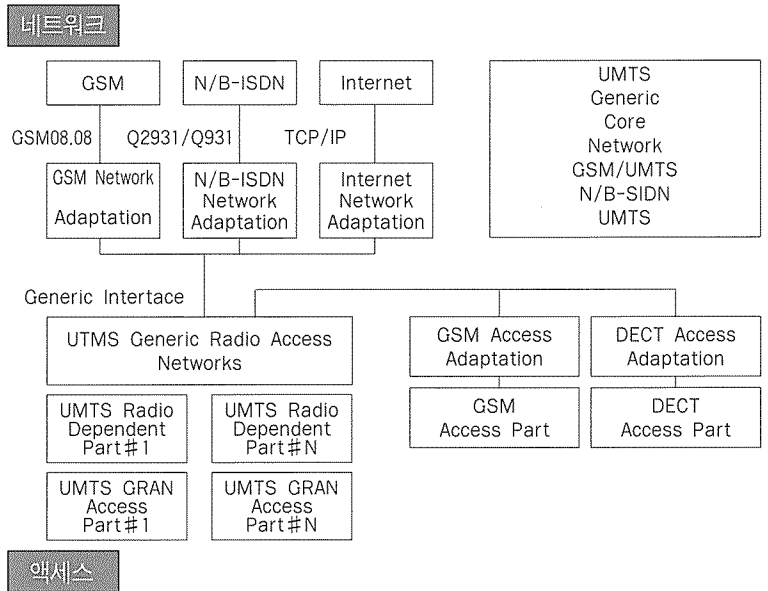 네트워크
GSM
N/B-ISDN
Internet
GSM08.08
Q2931/Q931
TCP/IP
GSM Network
Adaptation
N/B-ISDN
Network
Adaptation
Internet
Network
Adaptation
UMTS
Generic
Core
Network
GSM/UMTS
N/B-SIDN
UMTS
Generic Intertace
UTMS Generic Radio Access
Networks
GSM Access
Adaptation
DECT Access
Adaptation
UMTS Radio
Dependent
Part#1
UMTS Radio
Dependent
Part#N
GSM
Access Part
DECT
Access Part
UMTS GRAN
Access
Part#1
UMTS GRAN
Access
Part#N
액세스